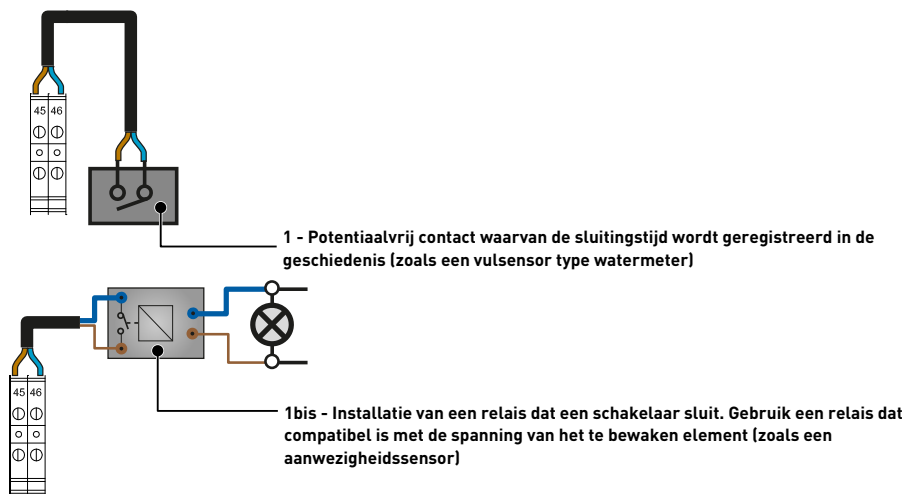 45 46
1 - Potentiaalvrij contact waarvan de sluitingstijd wordt geregistreerd in de
geschiedenis (zoals een vulsensor type watermeter)
45 46
1bis - Installatie van een relais dat een schakelaar sluit. Gebruik een relais dat
compatibel is met de spanning van het te bewaken element (zoals een
aanwezigheidssensor)